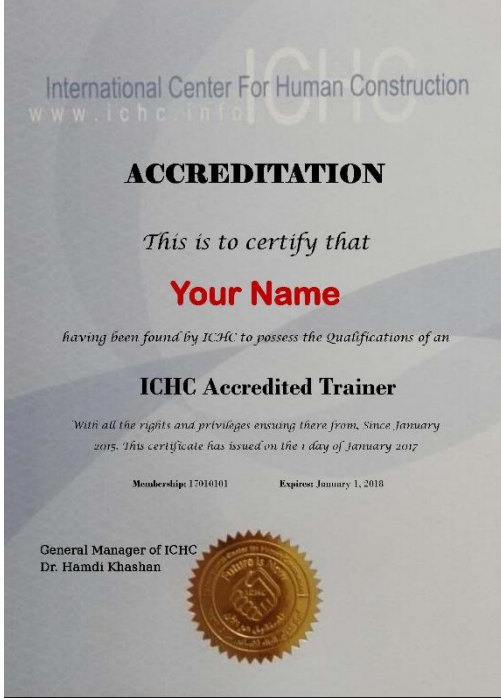 International Center For Human Construction
ICHC
www.ichc.info
ACCREDITATION
This is to certify that
Your Name
having been found by ICHC to possess the Qualifications of an
ICHC Accredited Trainer
With all the rights and privileges ensuing there from, Since January
2015. This certificate has issued on the 1 day of January 2017
Membership: 17010101 Expires: January 1, 2018
General Manager of ICHC
Dr. Hamdi Khashan
Future is Now
ICHC